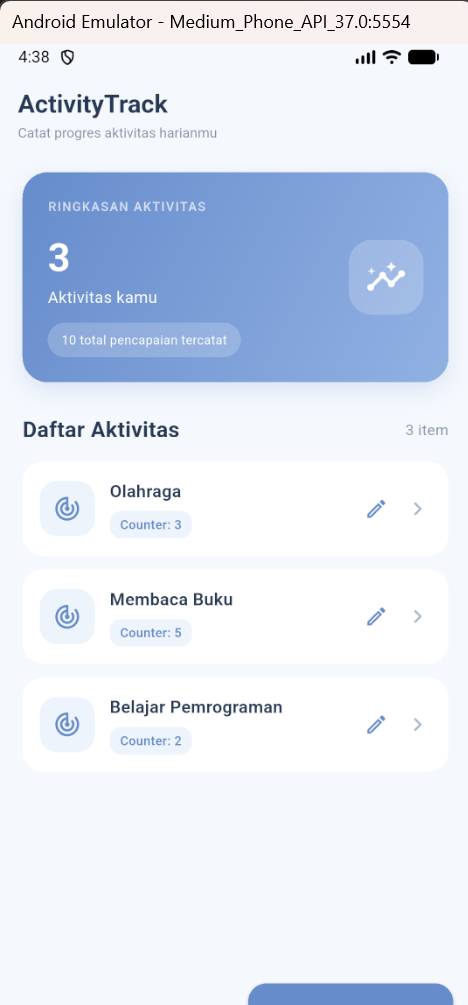 Android Emulator - Medium_Phone_API_37.0:5554
4:38
ActivityTrack
Catat progres aktivitas harianmu
RINGKASAN AKTIVITAS
3
Aktivitas kamu
10 total pencapaian tercatat
Daftar Aktivitas
3 item
Olahraga
Counter: 3
Membaca Buku
Counter: 5
Belajar Pemrograman
Counter: 2